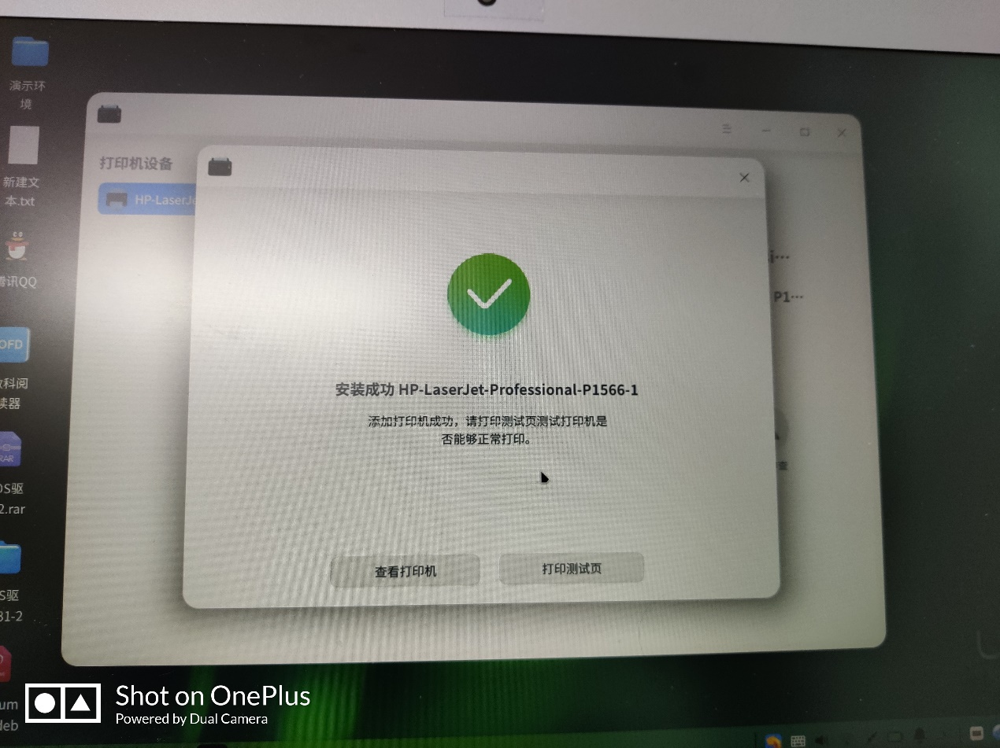 演示环
境
新建文
本.txt
腾讯QQ
OFD
读器
RAR
OS驱
2.rar
S驱
31-2
um
deb
打印机设备
HP-LaserJe
i…
P1…
查
安装成功 HP-LaserJet-Professional-P1566-1
添加打印机成功，请打印测试页测试打印机是
否能够正常打印。
查看打印机
打印测试页
Shot on OnePlus
Powered by Dual Camera